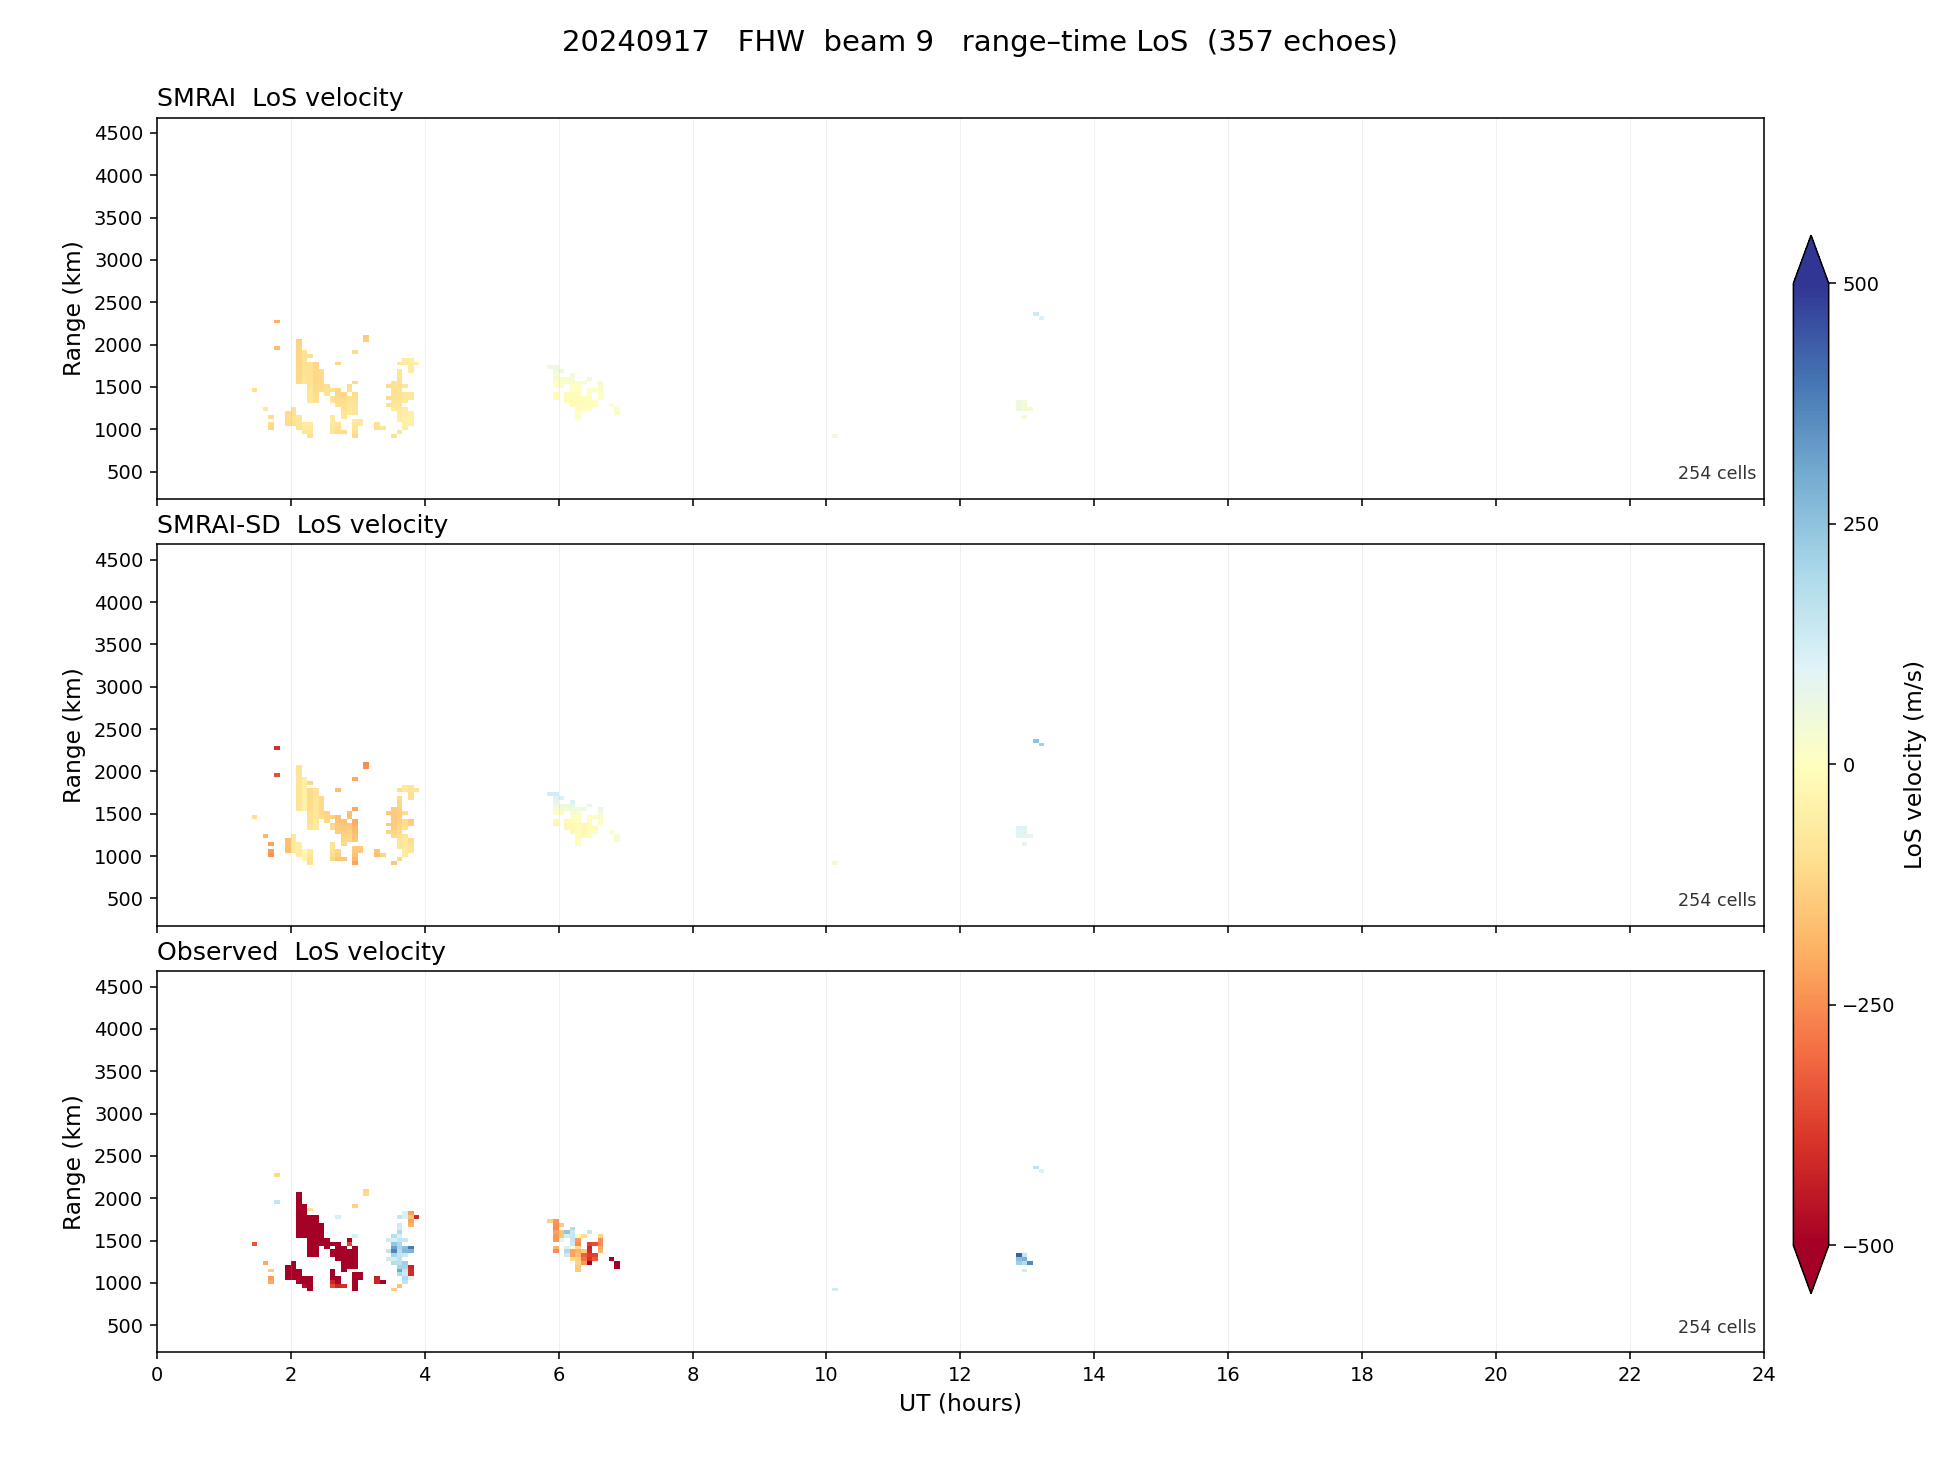 20240917   FHW  beam 9   range–time LoS  (357 echoes)
SMRAI  LoS velocity
4500
4000
3500
3000
2500
2000
1500
1000
500
Range (km)
254 cells
SMRAI-SD  LoS velocity
4500
4000
3500
3000
2500
2000
1500
1000
500
Range (km)
254 cells
Observed  LoS velocity
4500
4000
3500
3000
2500
2000
1500
1000
500
Range (km)
254 cells
0 2 4 6 8 10 12 14 16 18 20 22 24
UT (hours)
500
250
0
−250
−500
LoS velocity (m/s)